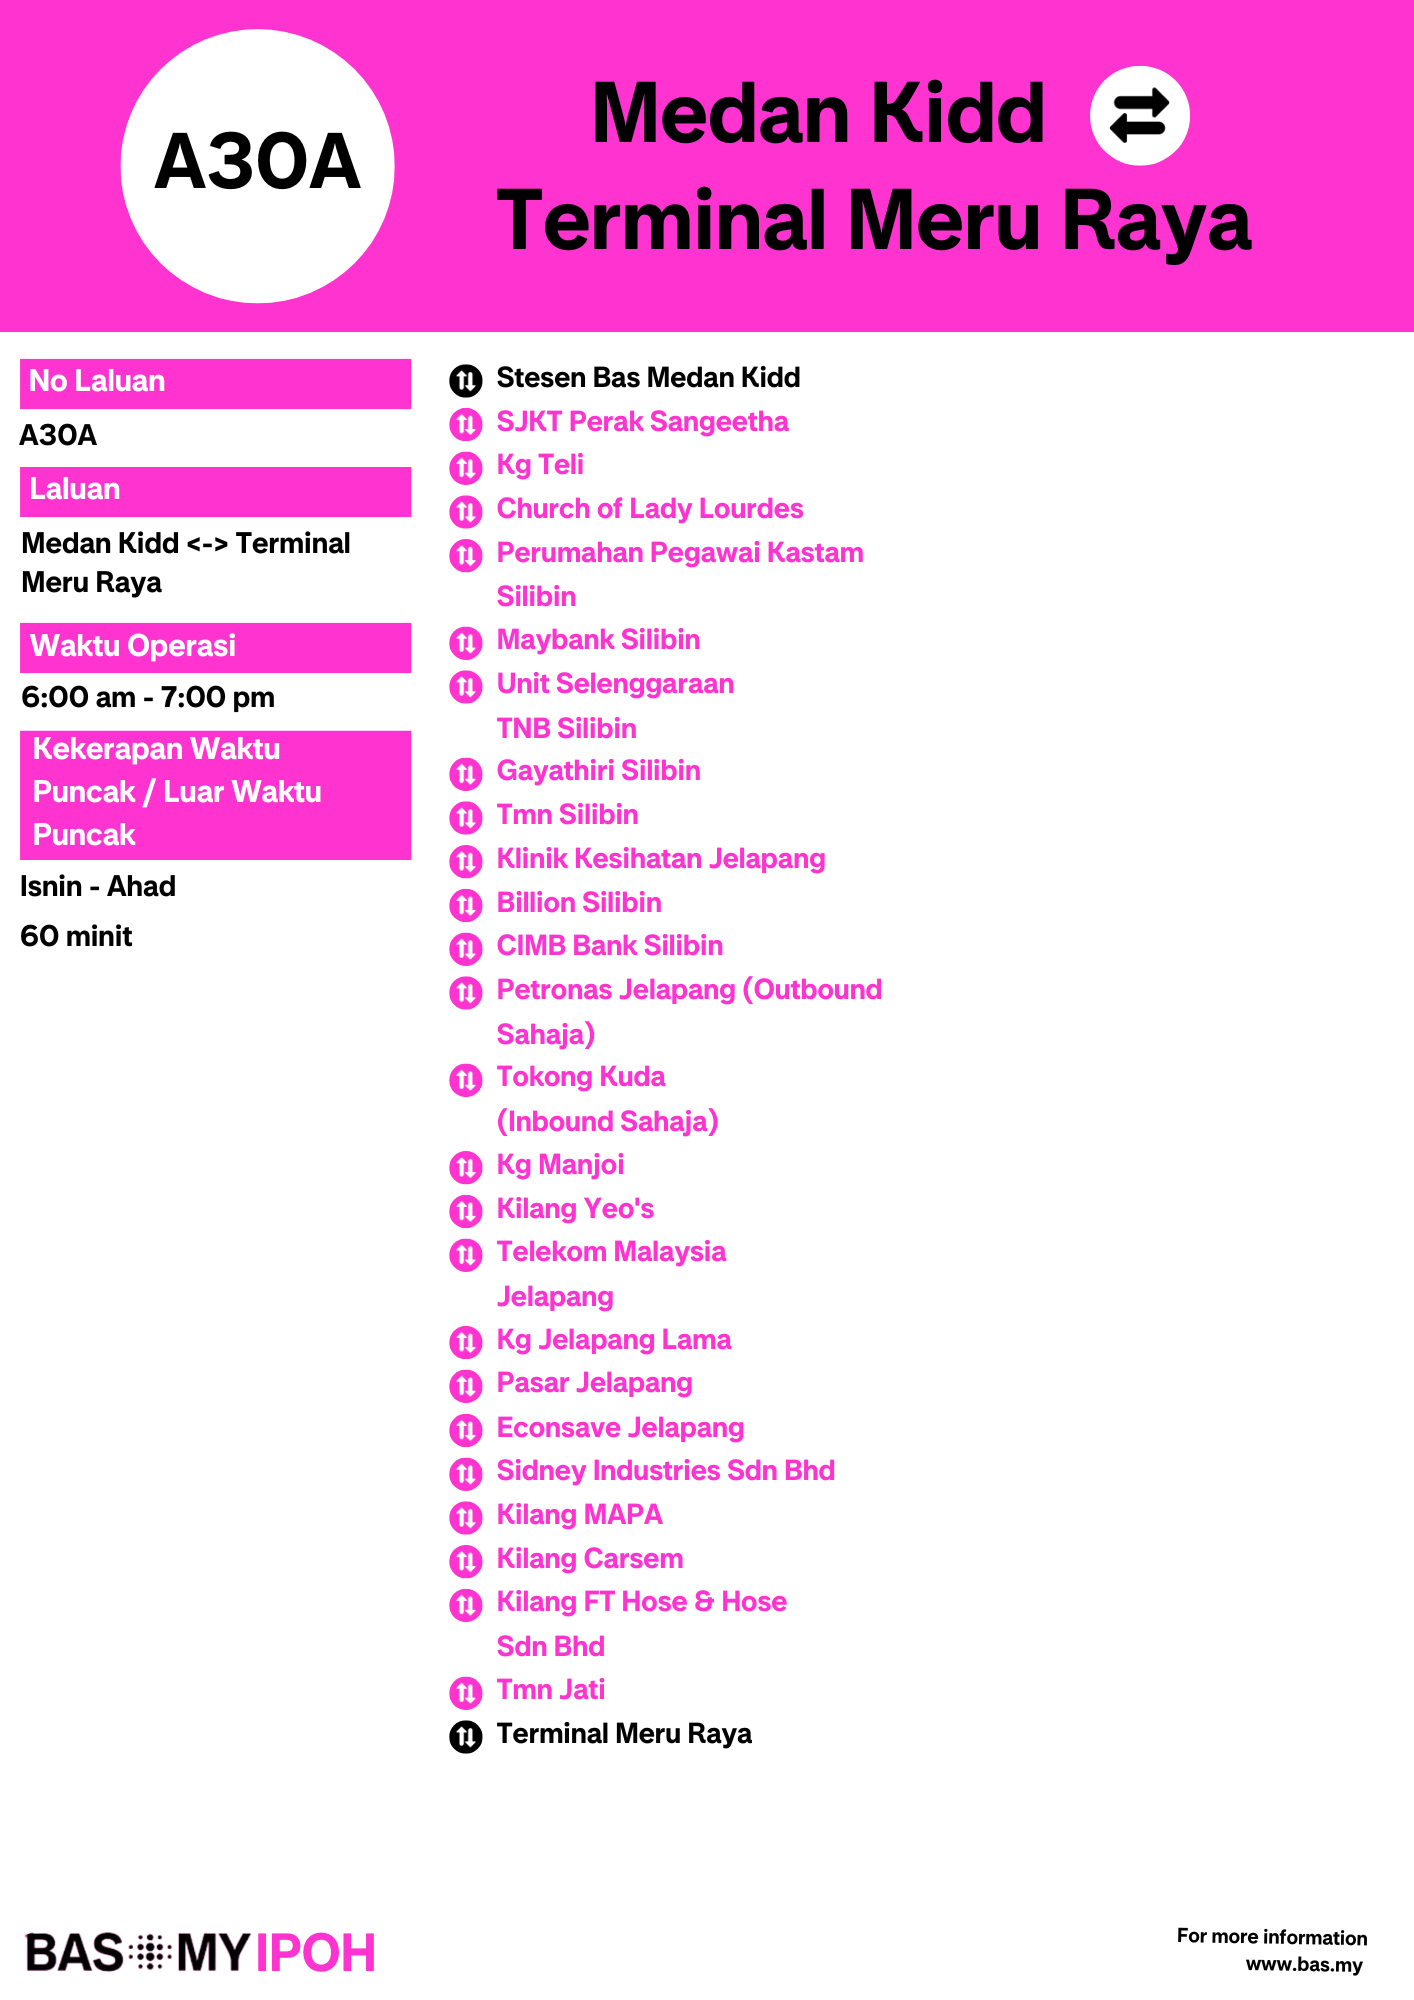 A30A
Medan Kidd
Terminal Meru Raya
No Laluan
A30A
Laluan
Medan Kidd <-> Terminal
Meru Raya
Waktu Operasi
6:00 am - 7:00 pm
Kekerapan Waktu
Puncak / Luar Waktu
Puncak
Isnin - Ahad
60 minit
Stesen Bas Medan Kidd
SJKT Perak Sangeetha
Kg Teli
Church of Lady Lourdes
Perumahan Pegawai Kastam
Silibin
Maybank Silibin
Unit Selenggaraan
TNB Silibin
Gayathiri Silibin
Tmn Silibin
Klinik Kesihatan Jelapang
Billion Silibin
CIMB Bank Silibin
Petronas Jelapang (Outbound
Sahaja)
Tokong Kuda
(Inbound Sahaja)
Kg Manjoi
Kilang Yeo's
Telekom Malaysia
Jelapang
Kg Jelapang Lama
Pasar Jelapang
Econsave Jelapang
Sidney Industries Sdn Bhd
Kilang MAPA
Kilang Carsem
Kilang FT Hose & Hose
Sdn Bhd
Tmn Jati
Terminal Meru Raya
BAS MY IPOH
For more information
www.bas.my